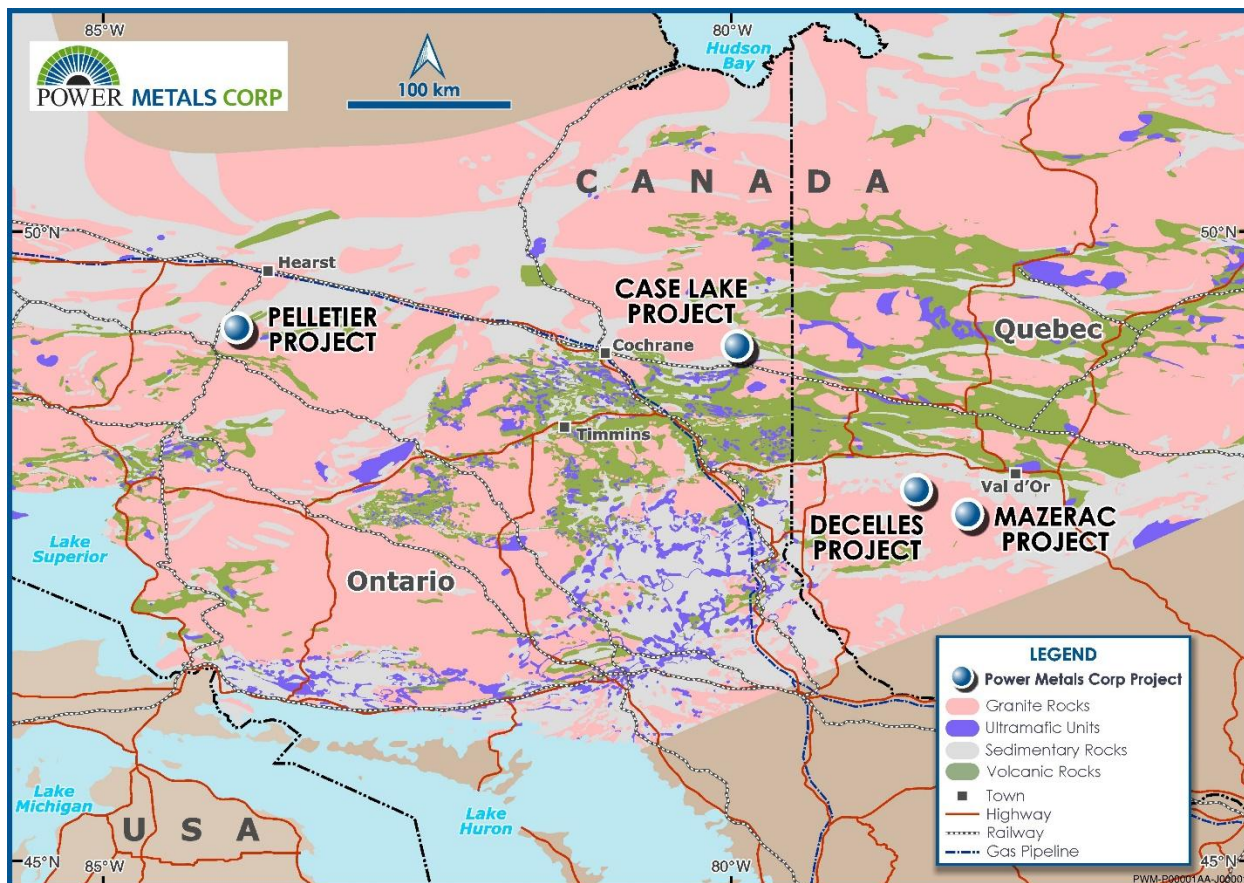 85°W
80°W
Hudson
Bay
POWER METALS CORP
100 km
CANADA
50°N
50°N
Hearst
CASE LAKE
PROJECT
PELLETIER
PROJECT
Quebec
Cochrane
Timmins
Val d'Or
DECELLES
PROJECT
MAZERAC
PROJECT
Lake
Superior
Ontario
LEGEND
Power Metals Corp Project
Granite Rocks
Ultramafic Units
Sedimentary Rocks
Volcanic Rocks
Town
Highway
Railway
Gas Pipeline
Lake
Michigan
Lake
Huron
USA
45°N
85°W
80°W
45°N